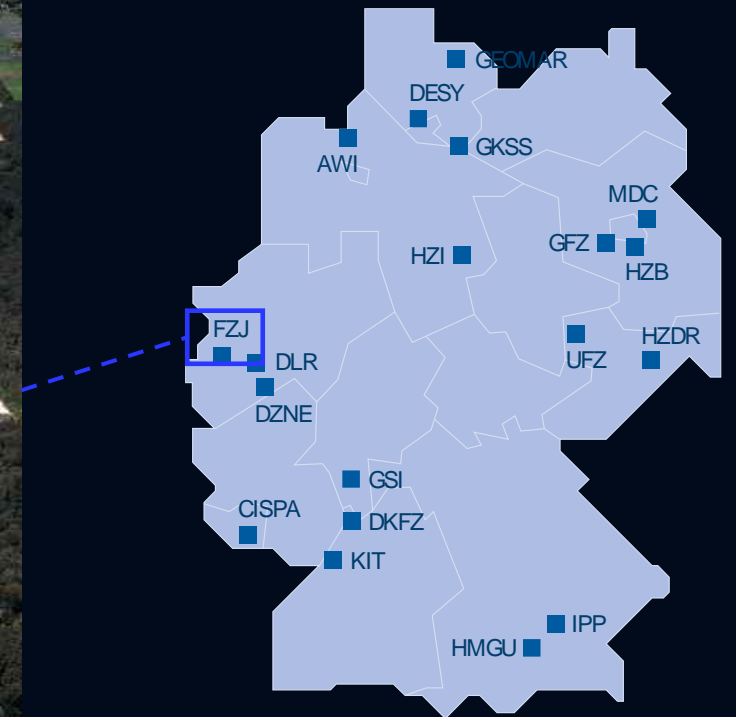 GEOMAR
DESY
GKSS
AWI
MDC
GFZ
HZI
HZB
FZJ
UFZ
HZDR
DLR
DZNE
GSI
CISPA
DKFZ
KIT
IPP
HMGU